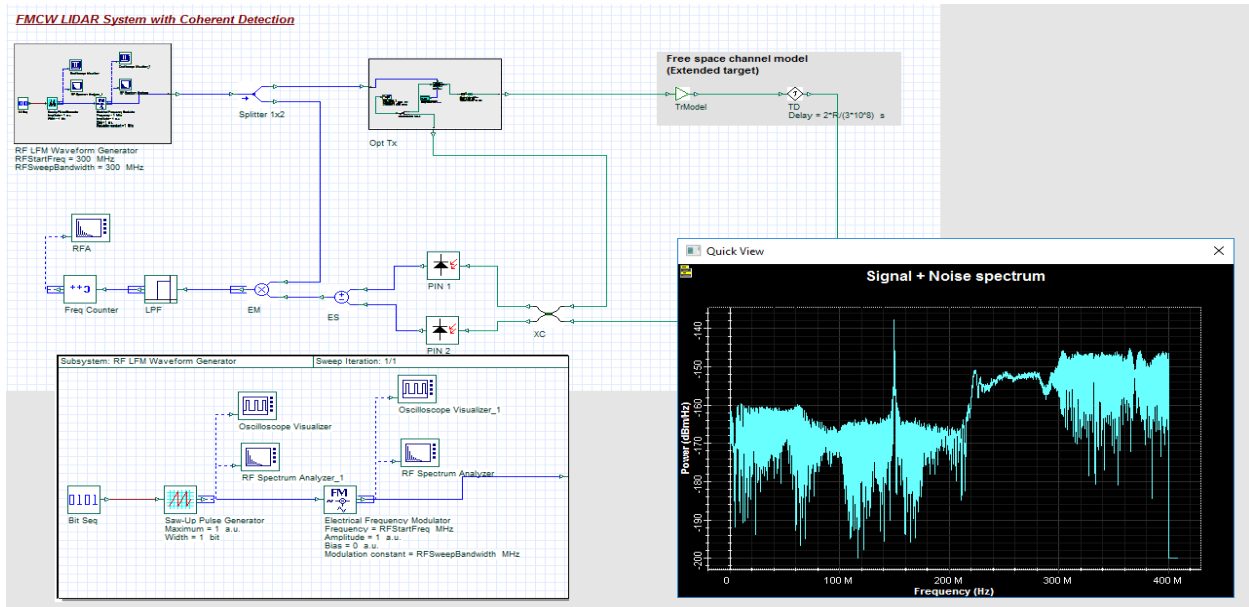 FMCW LIDAR System with Coherent Detection
RF LFM Waveform Generator
RFStartFreq = 300 MHz
RFSweepBandwidth = 300 MHz
Splitter 1x2
Opt Tx
Free space channel model
(Extended target)
TrModel
TD
Delay = 2*R/(3*10^8) s
RFA
Freq Counter
LPF
EM
ES
PIN 1
PIN 2
XC
Subsystem: RF LFM Waveform Generator
Sweep Iteration: 1/1
Oscilloscope Visualizer
RF Spectrum Analyzer_1
Oscilloscope Visualizer_1
RF Spectrum Analyzer
0101
Bit Seq
Saw-Up Pulse Generator
Maximum = 1 a.u.
Width = 1 bit
FM
Electrical Frequency Modulator
Frequency = RFStartFreq MHz
Amplitude = 1 a.u.
Bias = 0 a.u.
Modulation constant = RFSweepBandwidth MHz
Quick View
Signal + Noise spectrum
Power (dBm/Hz)
-140
-150
-160
-170
-180
-190
-200
0
100 M
200 M
300 M
400 M
Frequency (Hz)